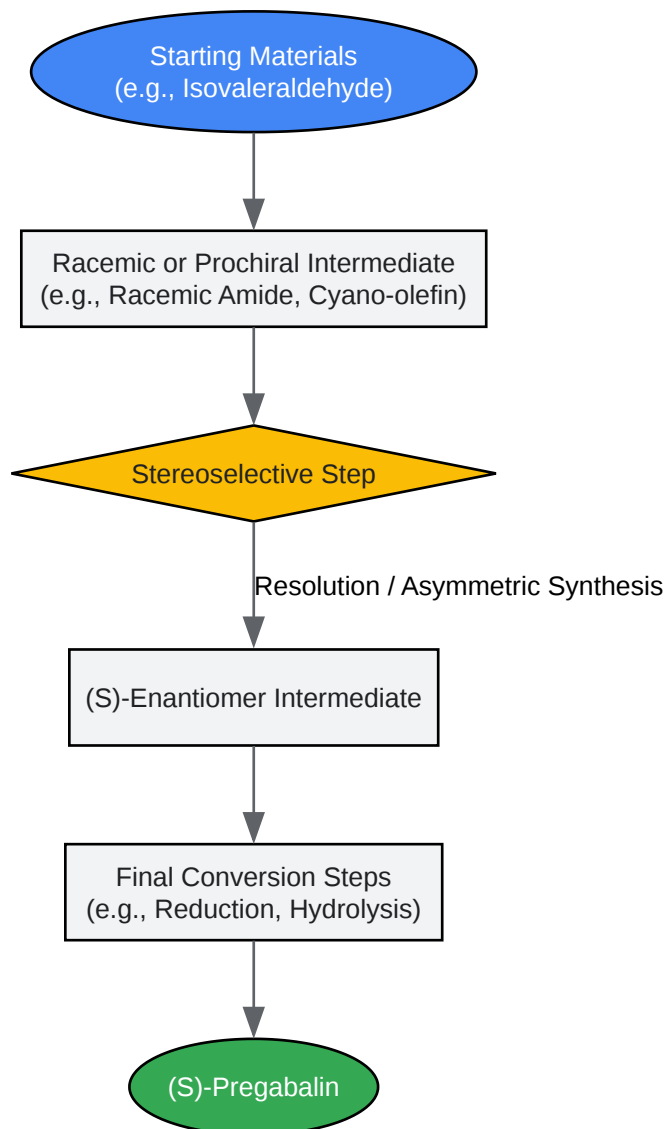 Starting Materials
(e.g., Isovaleraldehyde)
Racemic or Prochiral Intermediate
(e.g., Racemic Amide, Cyano-olefin)
Stereoselective Step
Resolution / Asymmetric Synthesis
(S)-Enantiomer Intermediate
Final Conversion Steps
(e.g., Reduction, Hydrolysis)
(S)-Pregabalin